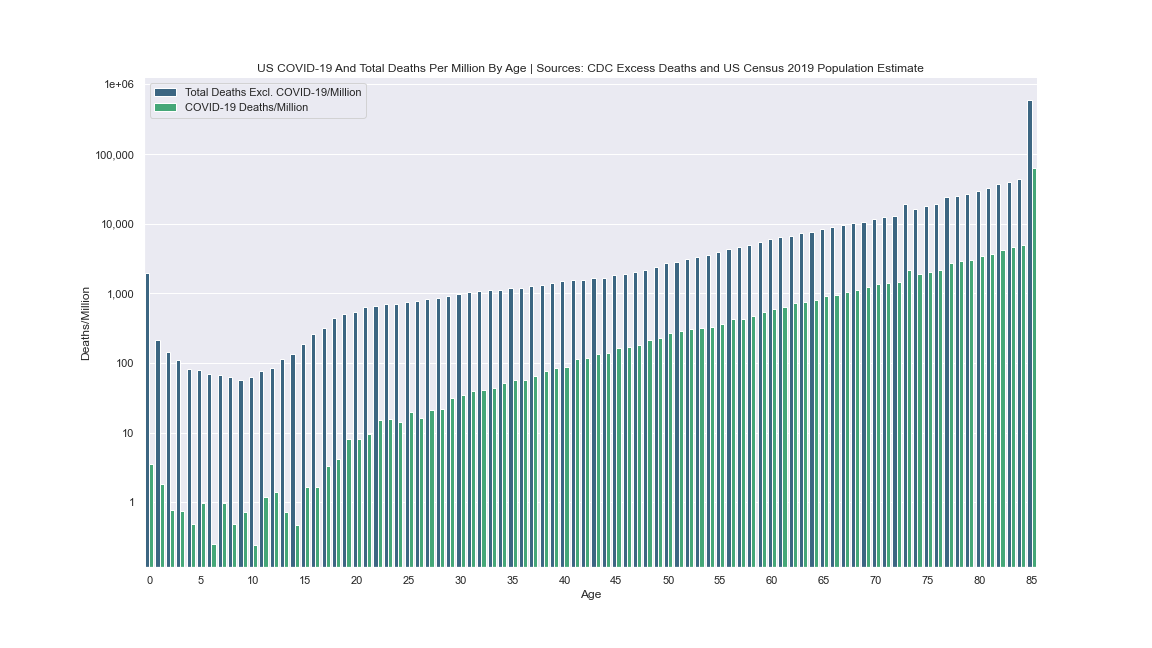 US COVID-19 And Total Deaths Per Million By Age | Sources: CDC Excess Deaths and US Census 2019 Population Estimate
Total Deaths Excl. COVID-19/Million
COVID-19 Deaths/Million
1e+06
100,000
10,000
1,000
100
10
1
Deaths/Million
0 5 10 15 20 25 30 35 40 45 50 55 60 65 70 75 80 85
Age